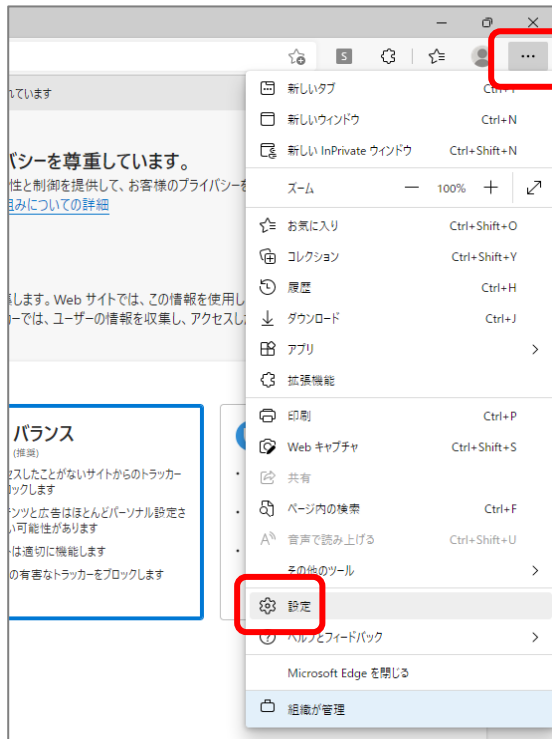 れています
新しいタブ
新しいウィンドウ Ctrl+N
新しい InPrivate ウィンドウ Ctrl+Shift+N
バシーを尊重しています。
性と制御を提供して、お客様のプライバシーを
ズーム 100%
組みについての詳細
お気に入り Ctrl+Shift+O
コレクション Ctrl+Shift+Y
履歴 Ctrl+H
します。Web サイトでは、この情報を使用し
ダウンロード Ctrl+J
ーでは、ユーザーの情報を収集し、アクセスした
アプリ
拡張機能
印刷 Ctrl+P
バランス
(推奨)
Web キャプチャ Ctrl+Shift+S
セスしたことがないサイトからのトラッカー
ロックします
共有
ンツと広告はほとんどパーソナル設定さ
い可能性があります
ページ内の検索 Ctrl+F
音声で読み上げる Ctrl+Shift+U
は適切に機能します
の有害なトラッカーをブロックします
その他のツール
設定
ヘルプとフィードバック
Microsoft Edge を閉じる
組織が管理